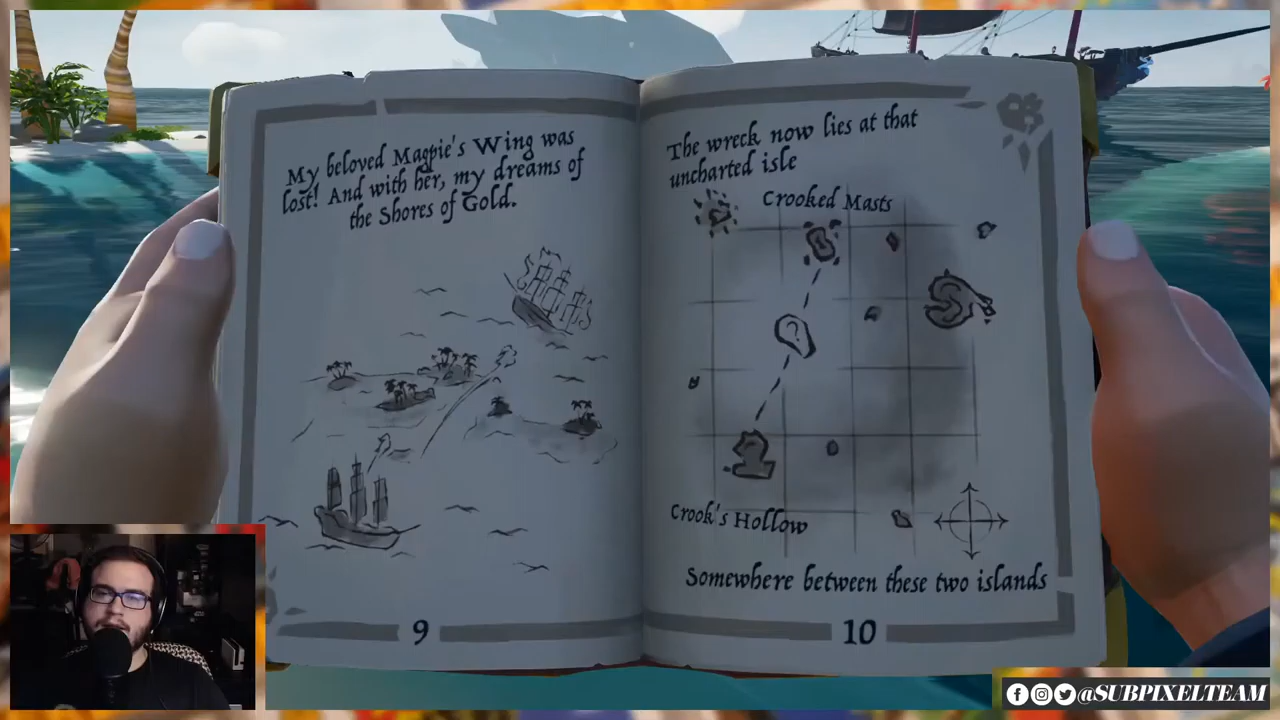 My beloved Magpie's Wing was
lost! And with her, my dreams of
the Shores of Gold.
9
The wreck now lies at that
uncharted isle
Crooked Masts
?
Crook's Hollow
Somewhere between these two islands
10
@SUBPIXELTEAM